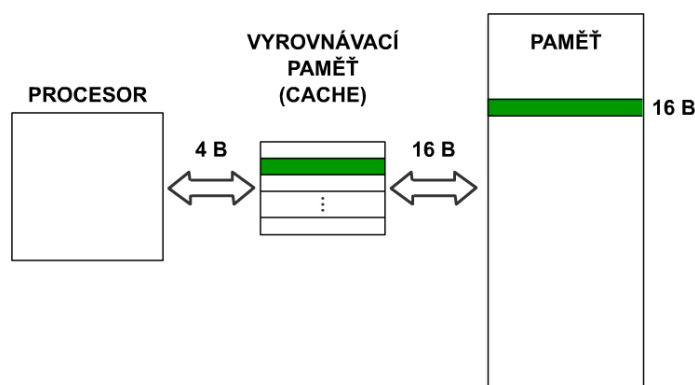 PROCESOR
4 B
VYROVNÁVACÍ
PAMĚŤ
(CACHE)
⋮
16 B
PAMĚŤ
16 B